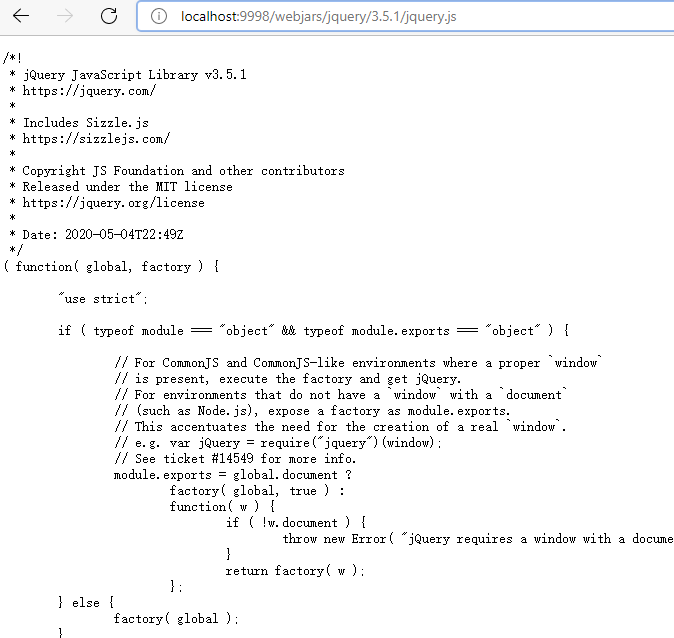 localhost:9998/webjars/jquery/3.5.1/jquery.js
/*!
 * jQuery JavaScript Library v3.5.1
 * https://jquery.com/
 *
 * Includes Sizzle.js
 * https://sizzlejs.com/
 *
 * Copyright JS Foundation and other contributors
 * Released under the MIT license
 * https://jquery.org/license
 *
 * Date: 2020-05-04T22:49Z
 */
( function( global, factory ) {
"use strict";
if ( typeof module === "object" && typeof module.exports === "object" ) {
// For CommonJS and CommonJS-like environments where a proper `window`
// is present, execute the factory and get jQuery.
// For environments that do not have a `window` with a `document`
// (such as Node.js), expose a factory as module.exports.
// This accentuates the need for the creation of a real `window`.
// e.g. var jQuery = require("jquery")(window);
// See ticket #14549 for more info.
module.exports = global.document ?
factory( global, true ) :
function( w ) {
if ( !w.document ) {
throw new Error( "jQuery requires a window with a docume
}
return factory( w );
};
} else {
factory( global );
}